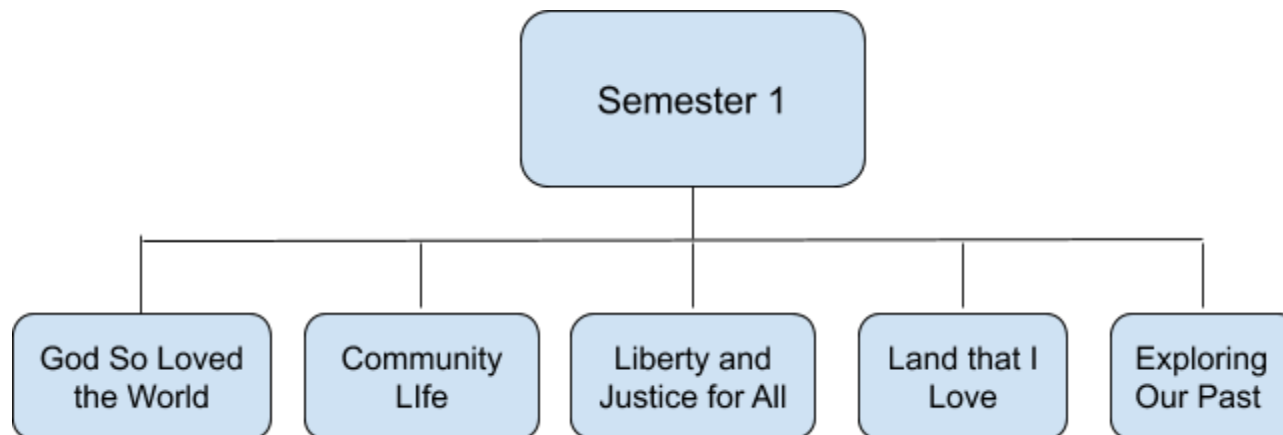 Semester 1
God So Loved
the World
Community
LIfe
Liberty and
Justice for All
Land that I
Love
Exploring
Our Past